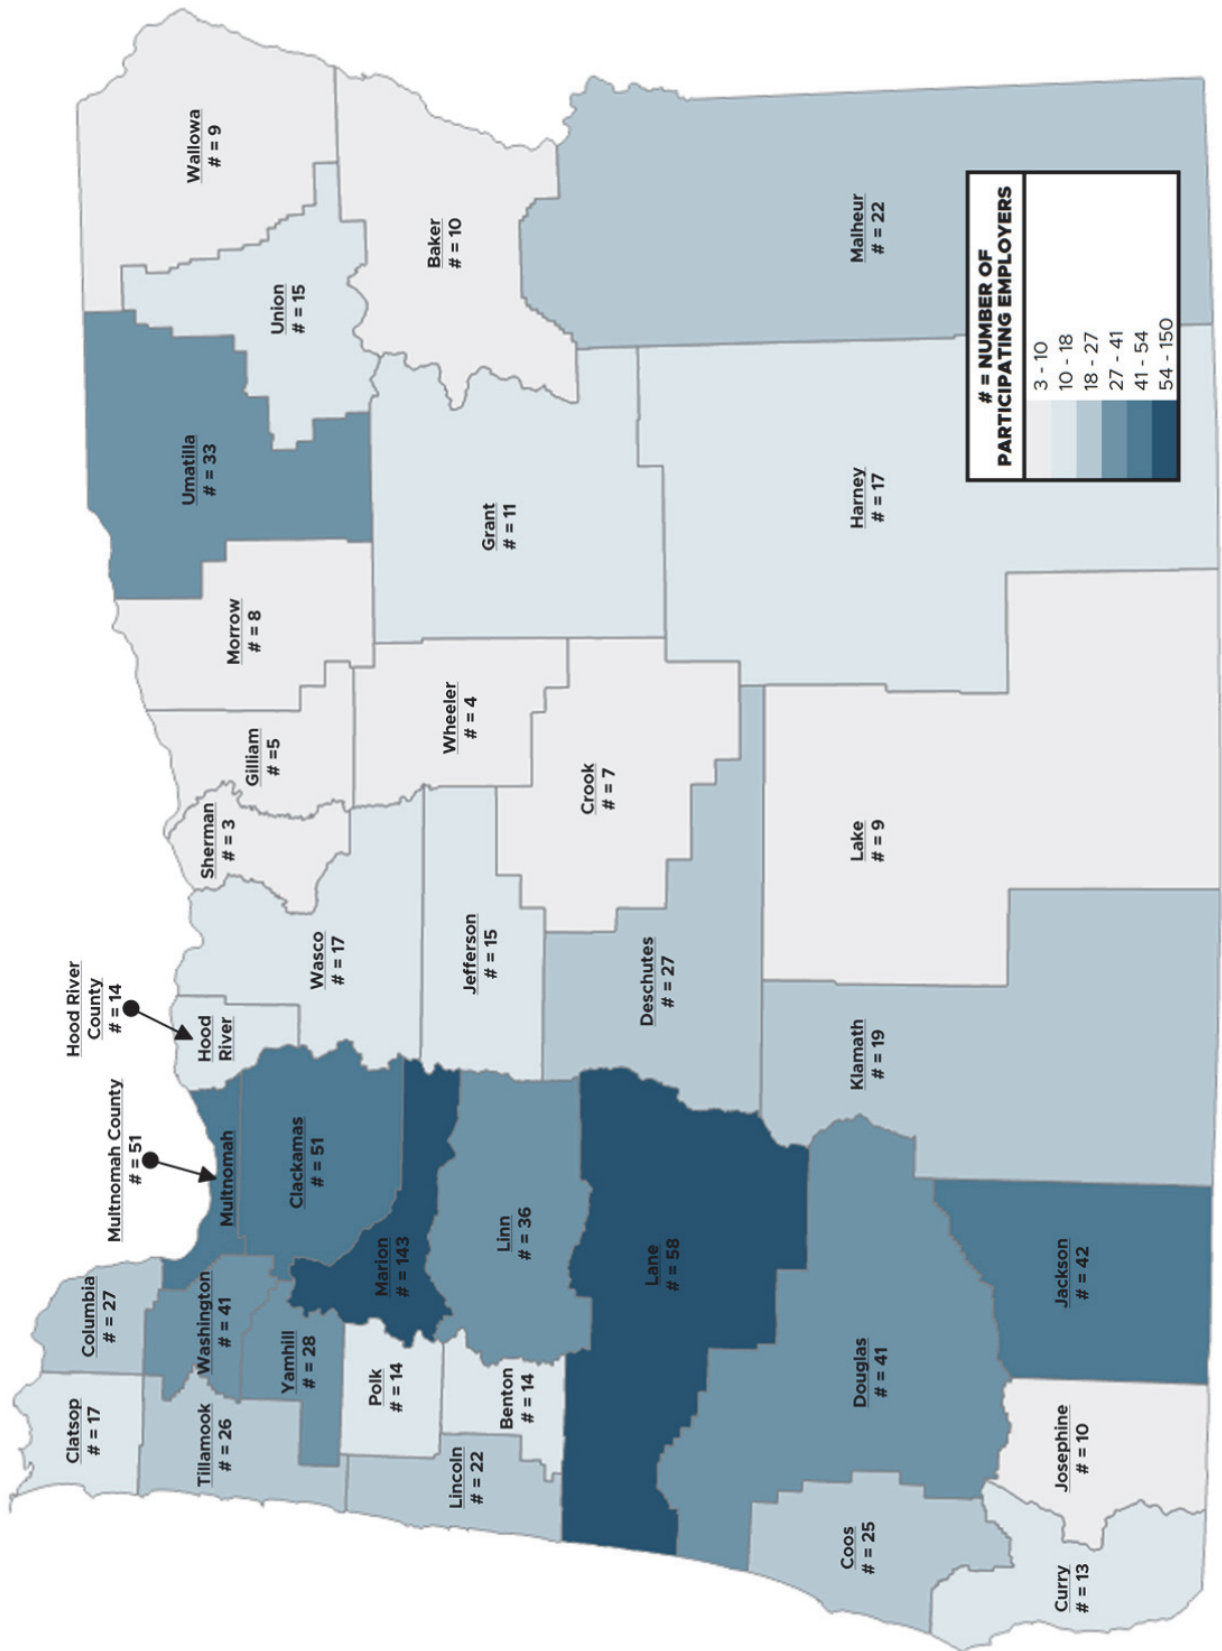 Clatsop
# = 17
Columbia
# = 27
Multnomah County
# = 51
Hood River
County
# = 14
Tillamook
# = 26
Washington
# = 41
Multnomah
Hood
River
Sherman
# = 3
Gilliam
# =5
Morrow
# = 8
Umatilla
# = 33
Wallowa
# = 9
Yamhill
# = 28
Clackamas
# = 51
Wasco
# = 17
Union
# = 15
Polk
# = 14
Marion
# = 143
Lincoln
# = 22
Benton
# = 14
Linn
# = 36
Jefferson
# = 15
Wheeler
# = 4
Grant
# = 11
Baker
# = 10
Lane
# = 58
Deschutes
# = 27
Crook
# = 7
Coos
# = 25
Douglas
# = 41
Klamath
# = 19
Lake
# = 9
Harney
# = 17
Malheur
# = 22
Curry
# = 13
Josephine
# = 10
Jackson
# = 42
# = NUMBER OF
PARTICIPATING EMPLOYERS
3 - 10
10 - 18
18 - 27
27 - 41
41 - 54
54 - 150